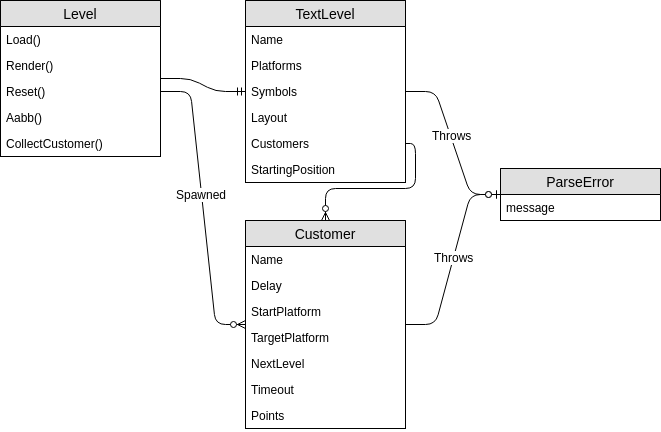 Level
Load()
Render()
Reset()
Aabb()
CollectCustomer()
TextLevel
Name
Platforms
Symbols
Layout
Customers
StartingPosition
Throws
Spawned
ParseError
message
Customer
Name
Delay
StartPlatform
TargetPlatform
NextLevel
Timeout
Points
Throws